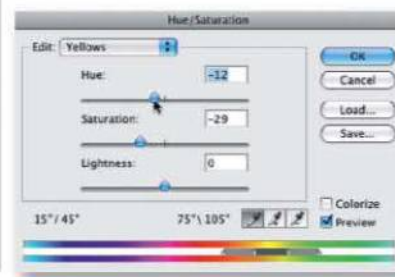 Hue/Saturation
Edit: Yellows
OK
Hue: -12
Cancel
Load...
Saturation: -29
Save...
Lightness: 0
Colorize
15°/45° 75°\105° Preview